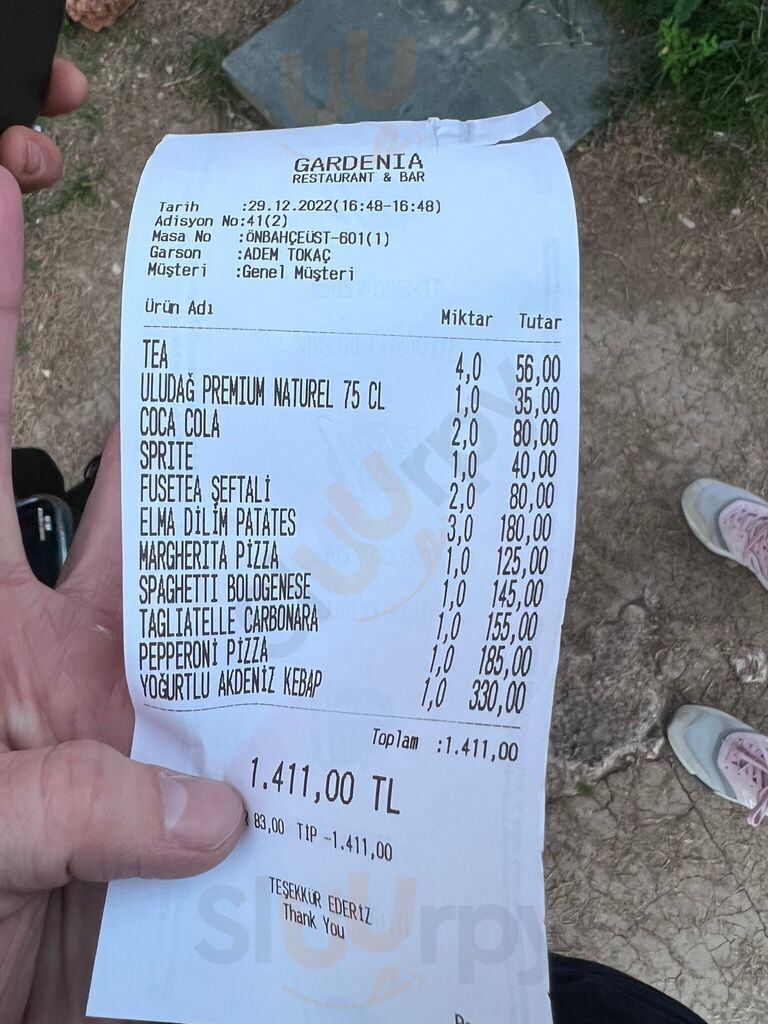 GARDENIA
RESTAURANT & BAR
Tarih :29.12.2022(16:48-16:48)
Adisyon No:41(2)
Masa No :ÖNBAHÇEÜST-601(1)
Garson :ADEM TOKAÇ
Müşteri :Genel Müşteri
Ürün Adı Miktar Tutar
TEA 4,0 56,00
ULUDAĞ PREMIUM NATUREL 75 CL 1,0 35,00
COCA COLA 2,0 80,00
SPRITE 1,0 40,00
FUSETEA ŞEFTALİ 2,0 80,00
ELMA DİLİM PATATES 3,0 180,00
MARGHERITA PİZZA 1,0 125,00
SPAGHETTI BOLOGENESE 1,0 145,00
TAGLIATELLE CARBONARA 1,0 155,00
PEPPERONİ PİZZA 1,0 185,00
YOĞURTLU AKDENİZ KEBAP 1,0 330,00
Toplam :1.411,00
1.411,00 TL
83,00 TIP -1.411,00
TEŞEKKÜR EDERİZ
Thank You
Sluurpy
Sluurpy